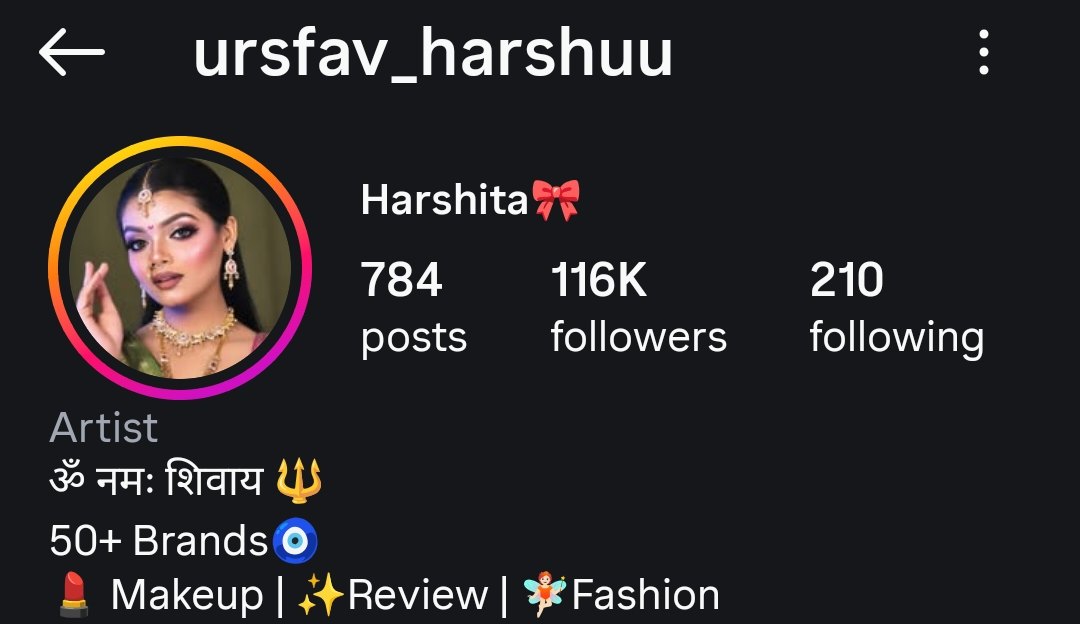 ursfav_harshuu
Harshita🎀
784 116K 210
posts followers following
Artist
ॐ नमः शिवाय 🔱
50+ Brands🧿
💄 Makeup | ✨Review | 🧚🏻Fashion